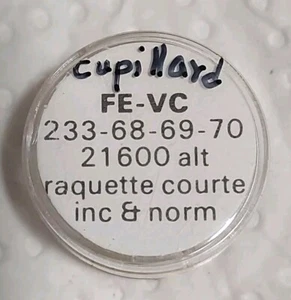 cupillard
FE-VC
233-68-69-70
21600 alt
raquette courte
inc & norm